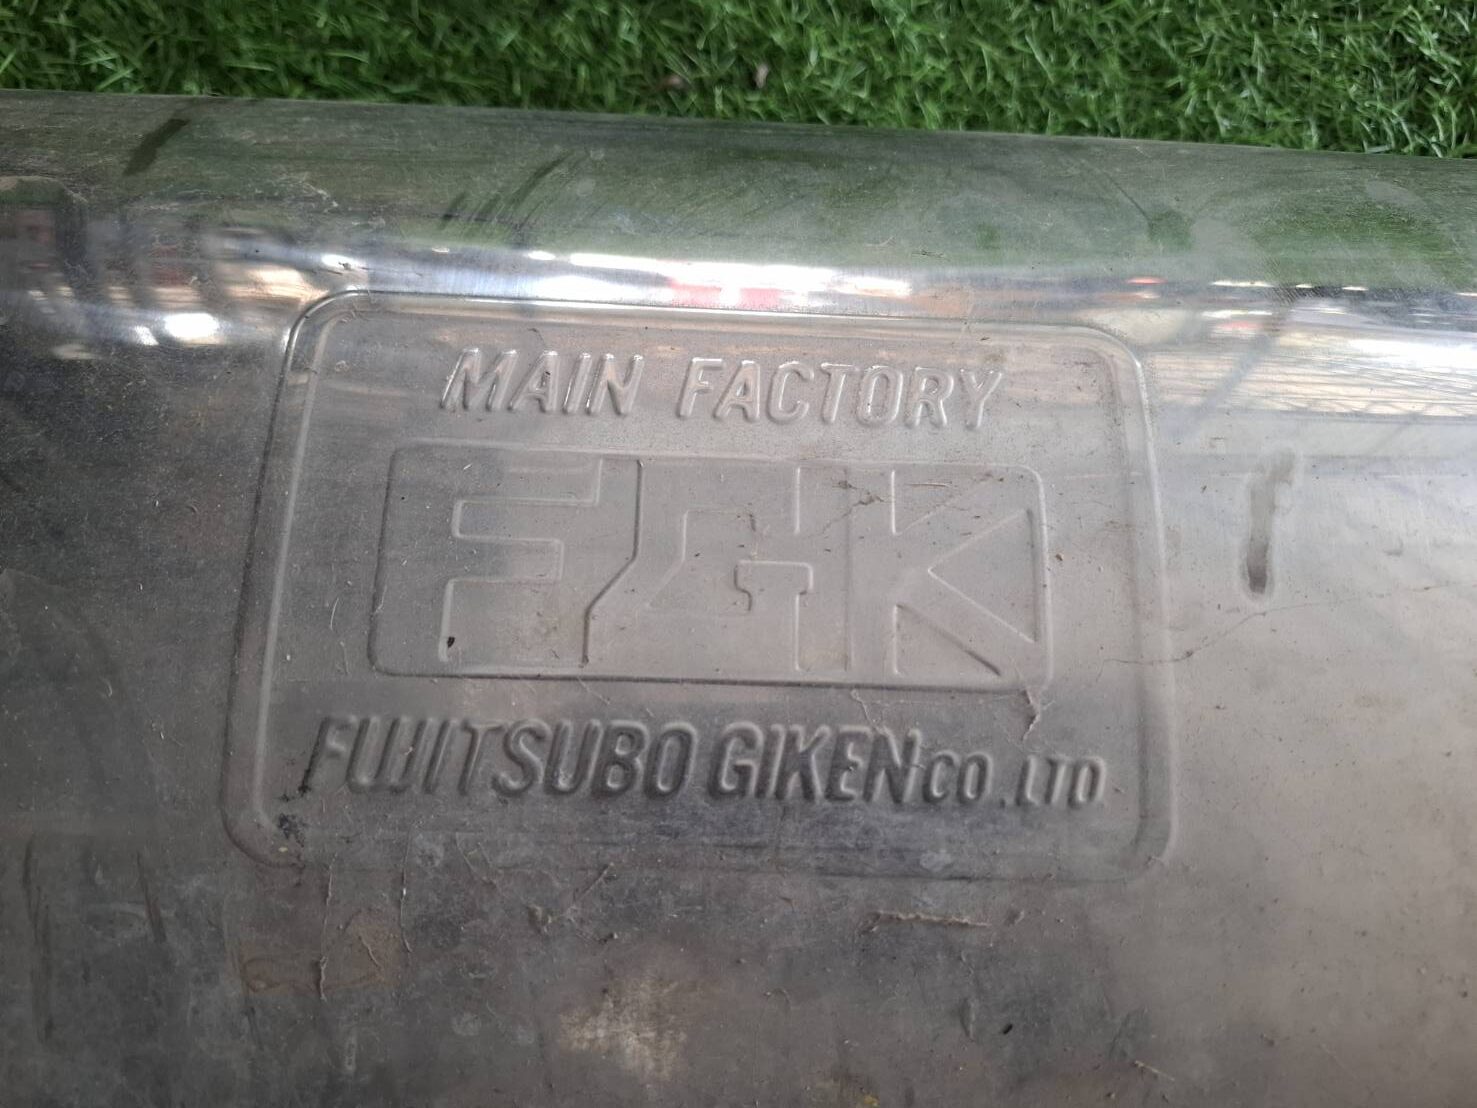 MAIN FACTORY
FGK
FUJITSUBO GIKEN CO.,LTD.